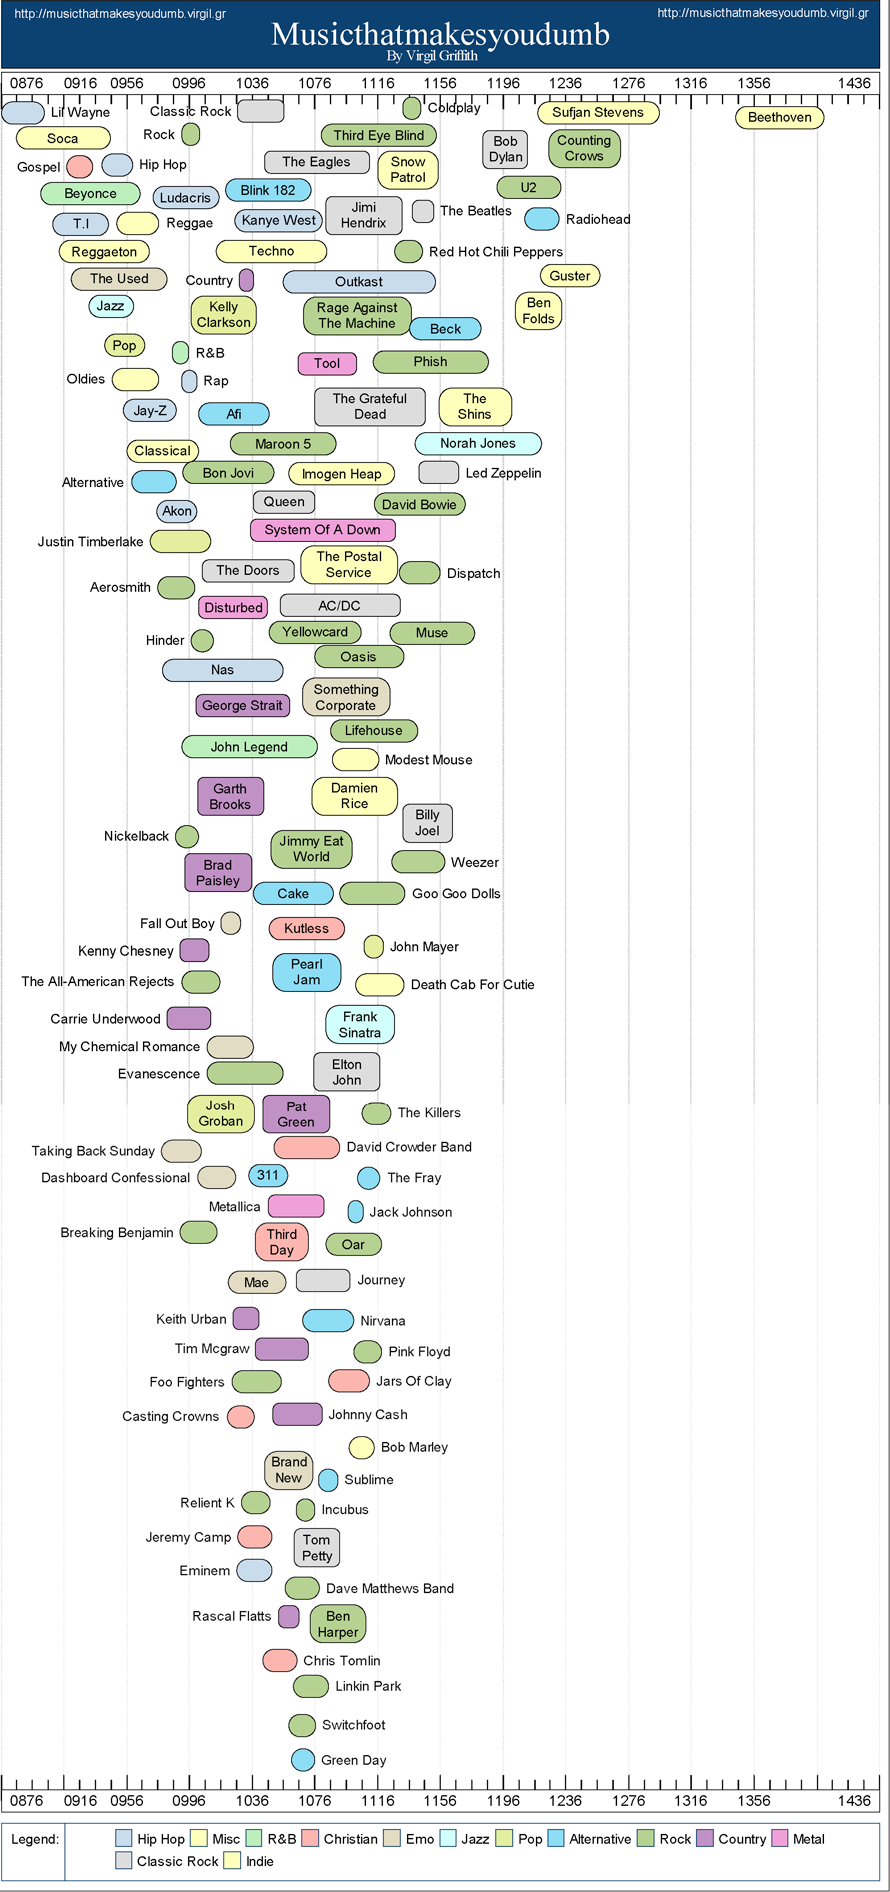 http://musicthatmakesyoudumb.virgil.gr
http://musicthatmakesyoudumb.virgil.gr
Musicthatmakesyoudumb
By Virgil Griffith
0876 0916 0956 0996 1036 1076 1116 1156 1196 1236 1276 1316 1356 1436
Lil Wayne
Classic Rock
Coldplay
Sufjan Stevens
Beethoven
Soca
Rock
Third Eye Blind
Bob
Dylan
Counting
Crows
Gospel
Hip Hop
The Eagles
Snow
Patrol
Beyonce
Ludacris
Blink 182
U2
T.I
Reggae
Kanye West
Jimi
Hendrix
The Beatles
Radiohead
Reggaeton
Techno
Red Hot Chili Peppers
The Used
Country
Outkast
Guster
Jazz
Kelly
Clarkson
Rage Against
The Machine
Beck
Ben
Folds
Pop
R&B
Tool
Phish
Oldies
Rap
Jay-Z
Afi
The Grateful
Dead
The
Shins
Classical
Maroon 5
Norah Jones
Alternative
Bon Jovi
Imogen Heap
Led Zeppelin
Akon
Queen
David Bowie
Justin Timberlake
System Of A Down
The Doors
The Postal
Service
Dispatch
Aerosmith
Disturbed
AC/DC
Hinder
Yellowcard
Muse
Oasis
Nas
George Strait
Something
Corporate
Lifehouse
John Legend
Modest Mouse
Garth
Brooks
Damien
Rice
Billy
Joel
Nickelback
Jimmy Eat
World
Weezer
Brad
Paisley
Cake
Goo Goo Dolls
Fall Out Boy
Kutless
Kenny Chesney
John Mayer
The All-American Rejects
Pearl
Jam
Death Cab For Cutie
Carrie Underwood
Frank
Sinatra
My Chemical Romance
Evanescence
Elton
John
Josh
Groban
Pat
Green
The Killers
Taking Back Sunday
David Crowder Band
Dashboard Confessional
311
The Fray
Metallica
Jack Johnson
Breaking Benjamin
Third
Day
Oar
Mae
Journey
Keith Urban
Nirvana
Tim Mcgraw
Pink Floyd
Foo Fighters
Jars Of Clay
Casting Crowns
Johnny Cash
Bob Marley
Brand
New
Sublime
Relient K
Incubus
Jeremy Camp
Tom
Petty
Eminem
Dave Matthews Band
Rascal Flatts
Ben
Harper
Chris Tomlin
Linkin Park
Switchfoot
Green Day
0876 0916 0956 0996 1036 1076 1116 1156 1196 1236 1276 1316 1356 1436
Legend: Hip Hop Misc R&B Christian Emo Jazz Pop Alternative Rock Country Metal
Classic Rock Indie